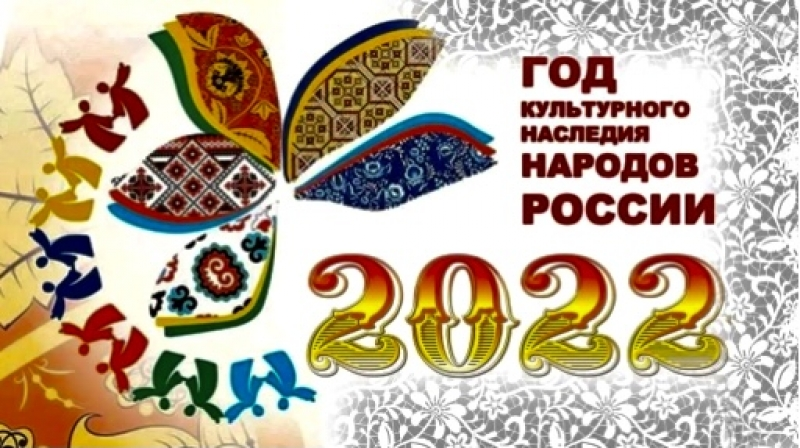 ГОД
КУЛЬТУРНОГО
НАСЛЕДИЯ
НАРОДОВ
РОССИИ
2022